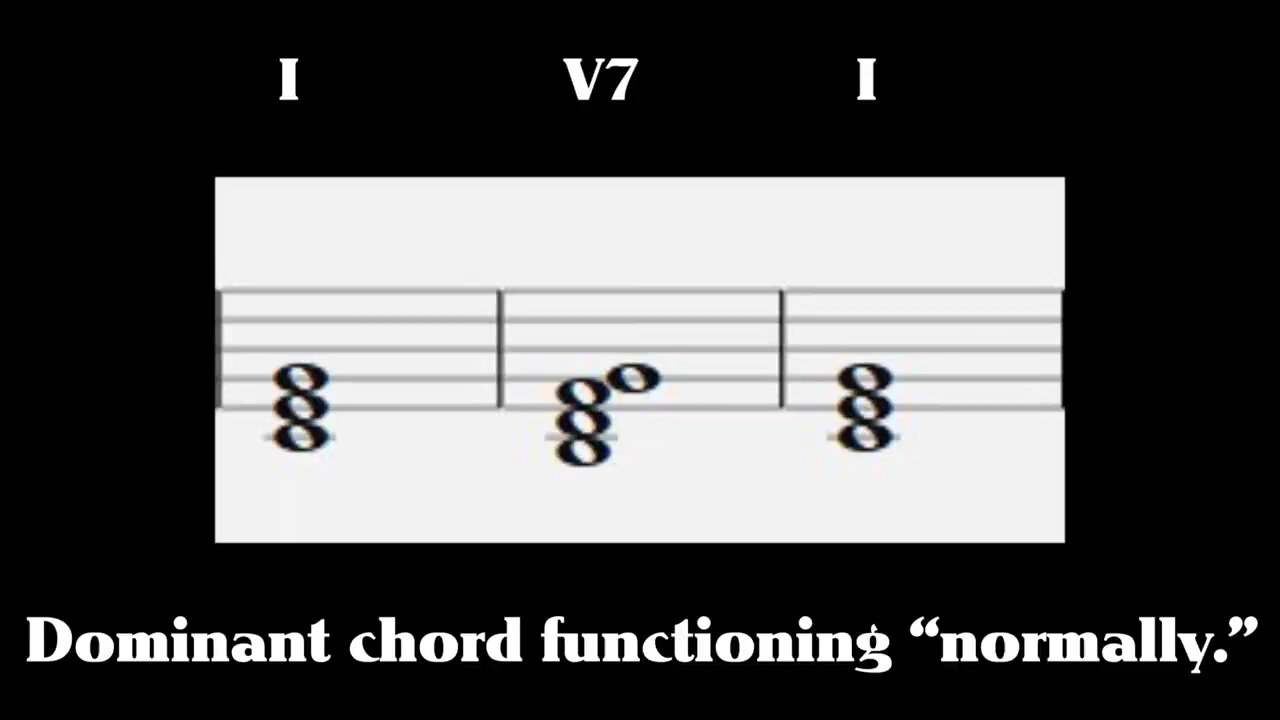 I V7 I
Dominant chord functioning “normally.”